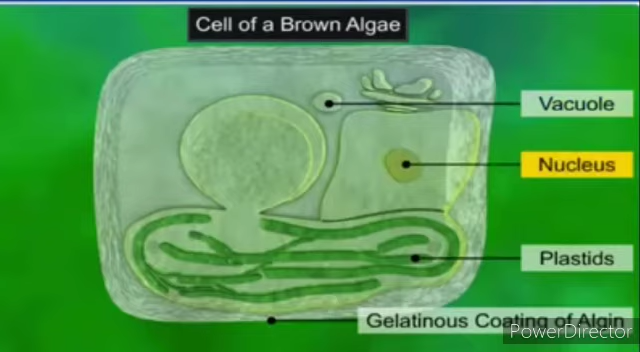 Cell of a Brown Algae
Vacuole
Nucleus
Plastids
Gelatinous Coating of Algin
PowerDirector